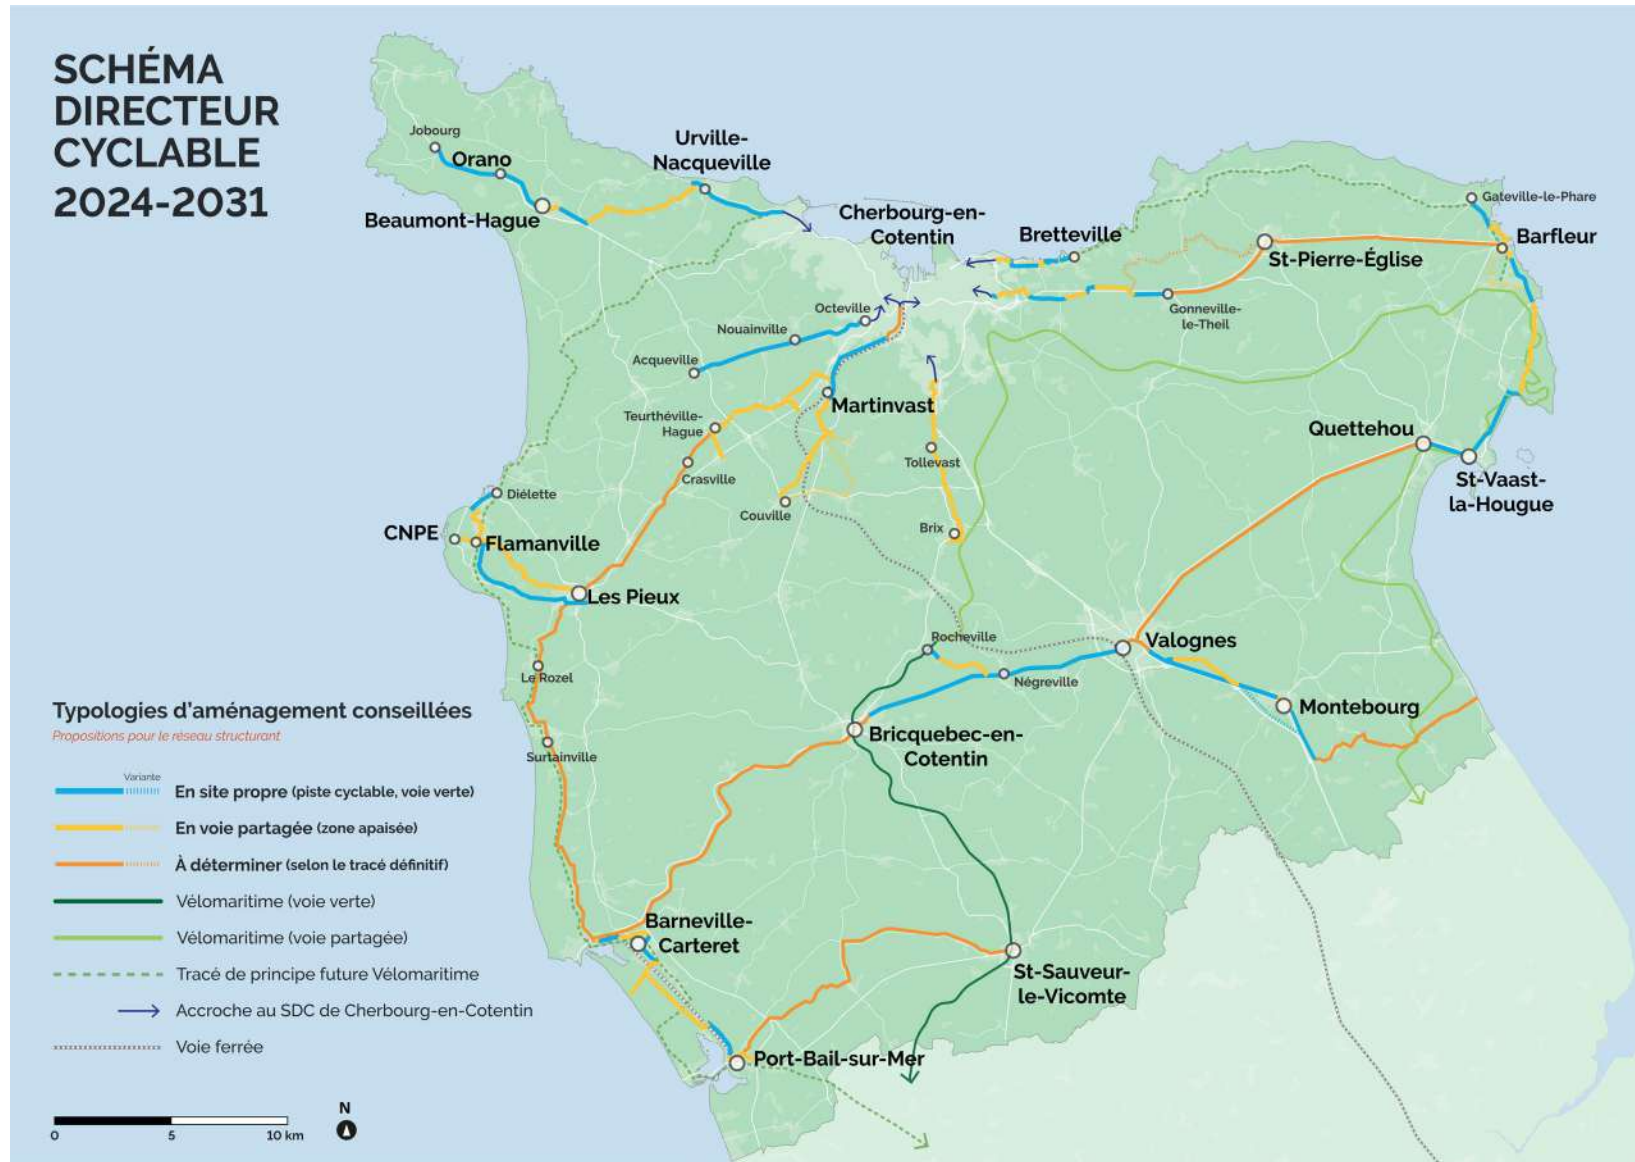 SCHÉMA
DIRECTEUR
CYCLABLE
2024-2031
Jobourg
Orano
Beaumont-Hague
Urville-
Nacqueville
Cherbourg-en-
Cotentin
Bretteville
Gateville-le-Phare
Barfleur
St-Pierre-Église
Gonneville-
le-Theil
Octeville
Nouainville
Acqueville
Martinvast
Teurthéville-
Hague
Crasville
Couville
Tollevast
Brix
Quettehou
St-Vaast-
la-Hougue
Diélette
CNPE
Flamanville
Les Pieux
Le Rozel
Surtainville
Rocheville
Négreville
Valognes
Montebourg
Bricquebec-en-
Cotentin
Barneville-
Carteret
St-Sauveur-
le-Vicomte
Port-Bail-sur-Mer
Typologies d’aménagement conseillées
Propositions pour le réseau structurant
Variante
En site propre (piste cyclable, voie verte)
En voie partagée (zone apaisée)
À déterminer (selon le tracé définitif)
Vélomaritime (voie verte)
Vélomaritime (voie partagée)
Tracé de principe future Vélomaritime
Accroche au SDC de Cherbourg-en-Cotentin
Voie ferrée
0 5 10 km
N